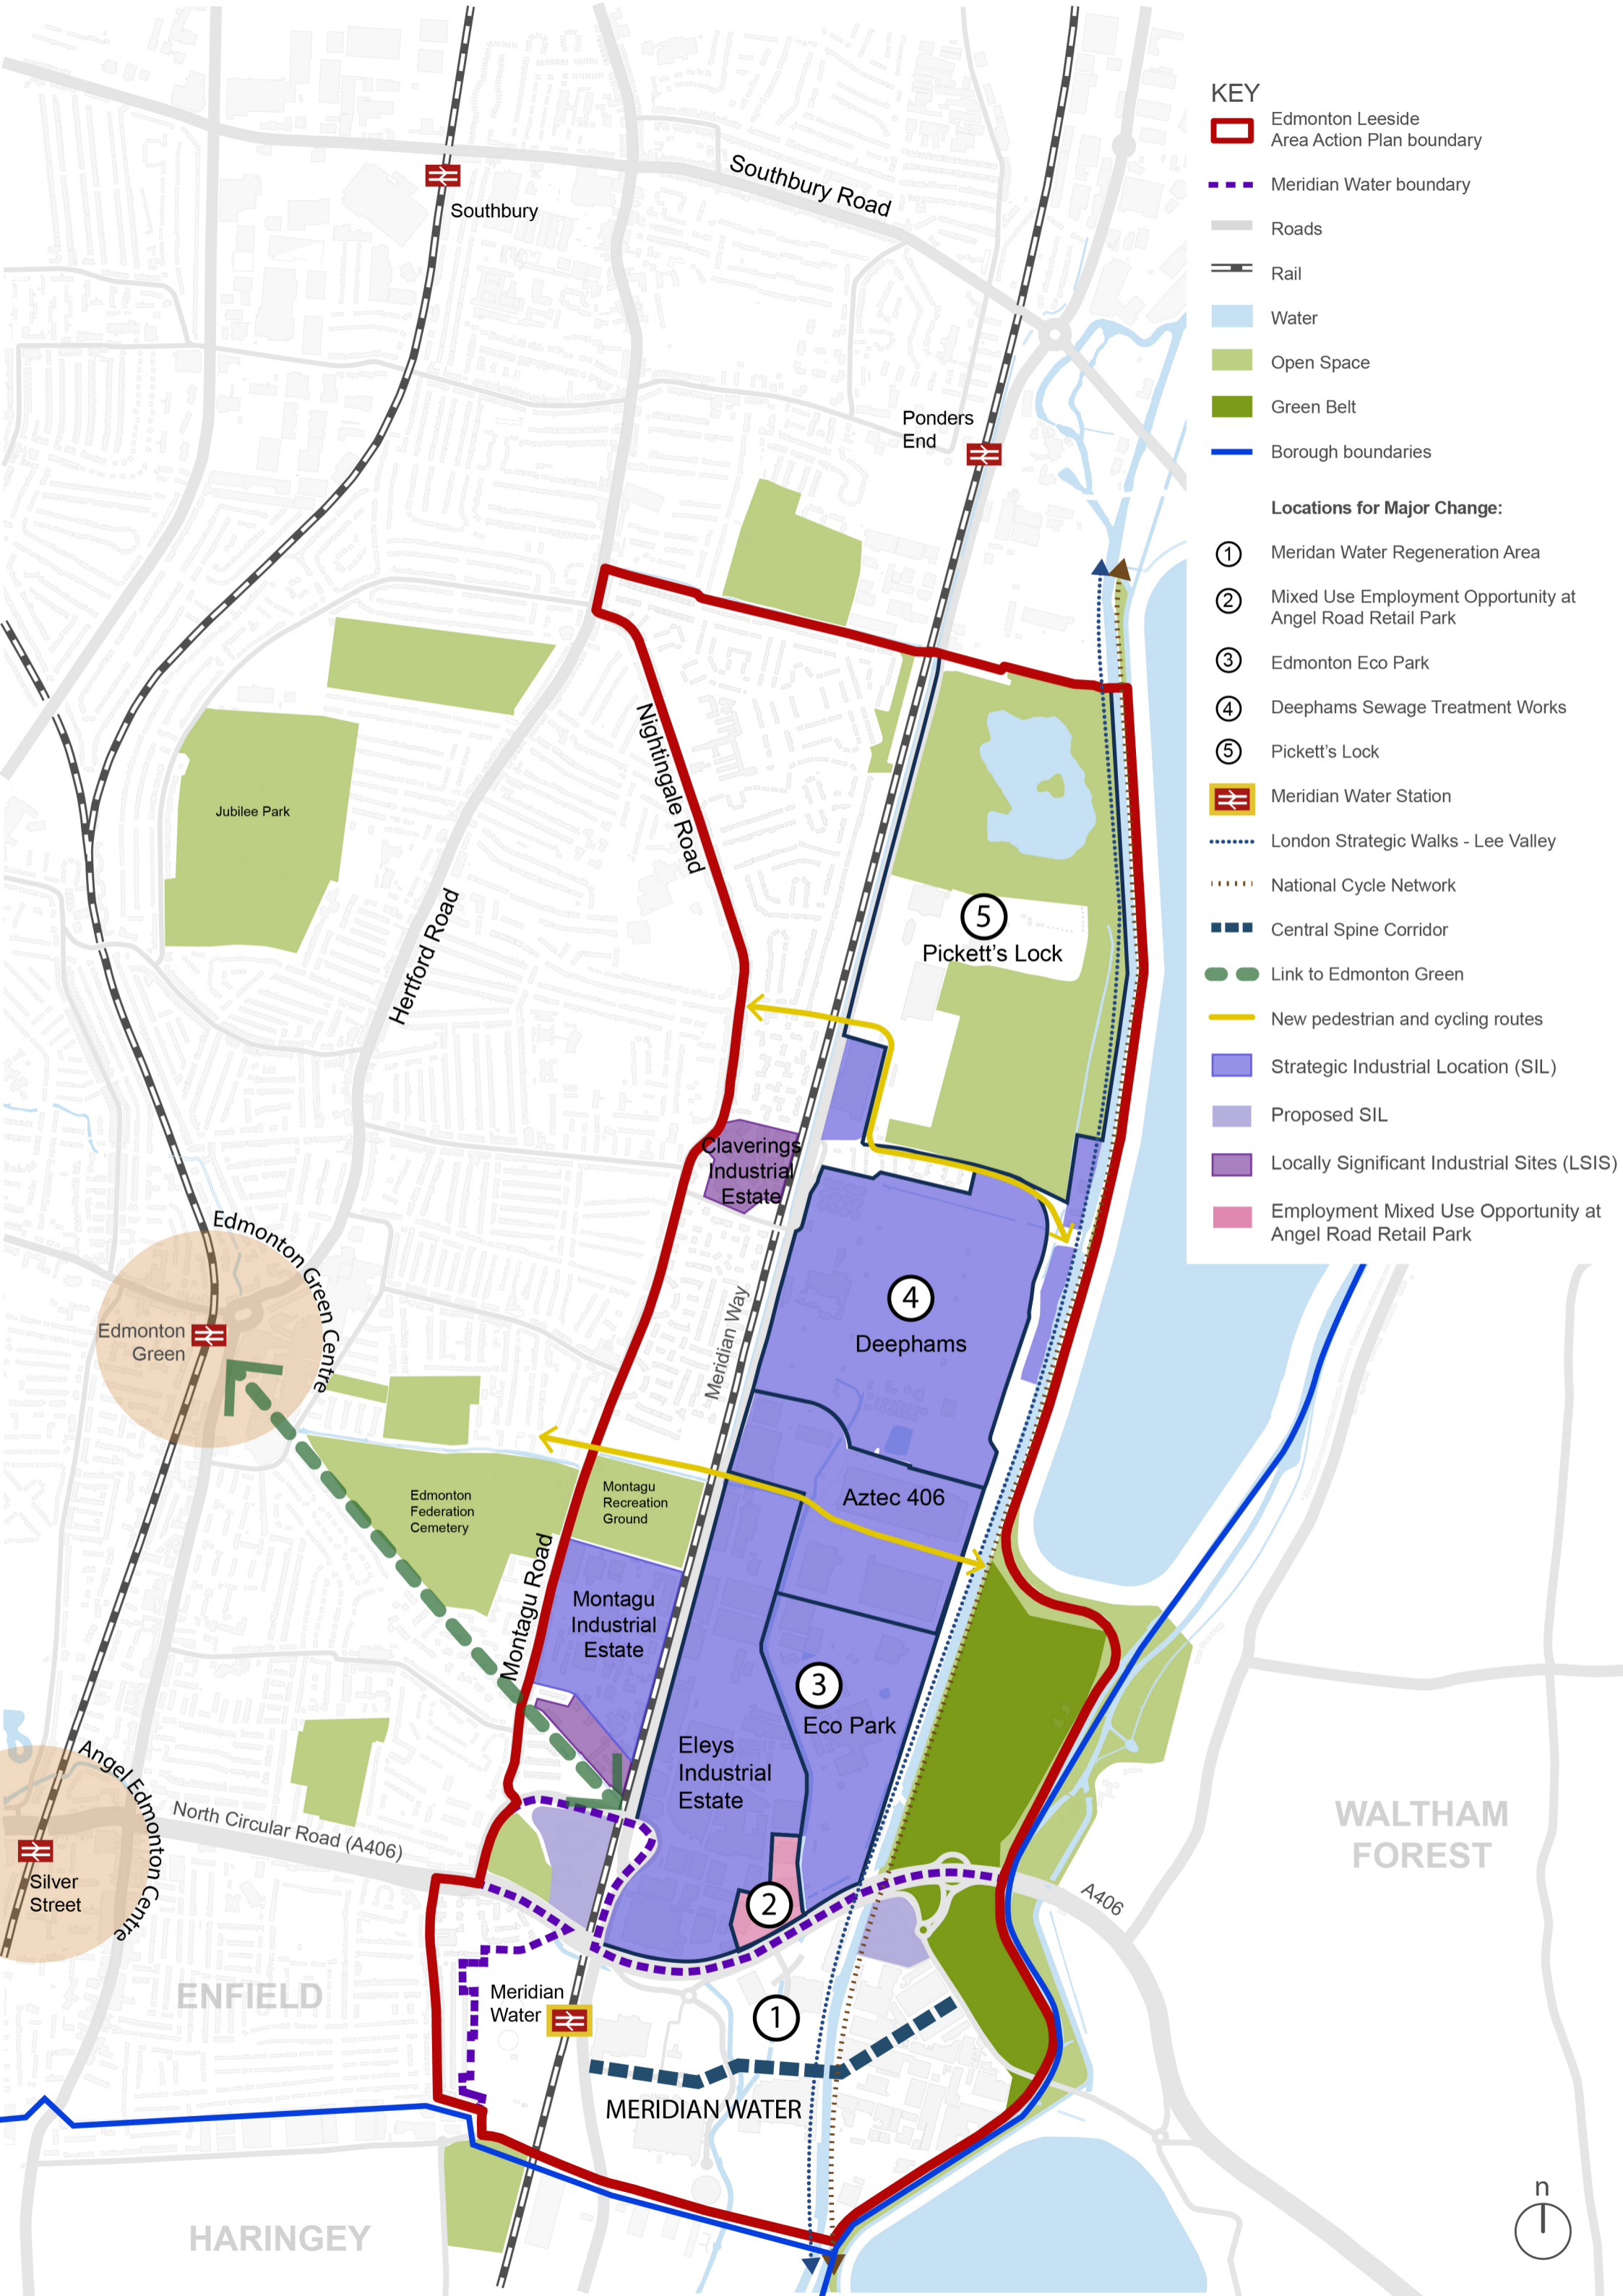 KEY
Edmonton Leeside
Area Action Plan boundary
Meridian Water boundary
Roads
Rail
Water
Open Space
Green Belt
Borough boundaries
Locations for Major Change:
1
Meridan Water Regeneration Area
2
Mixed Use Employment Opportunity at
Angel Road Retail Park
3
Edmonton Eco Park
4
Deephams Sewage Treatment Works
5
Pickett's Lock
Meridian Water Station
London Strategic Walks - Lee Valley
National Cycle Network
Central Spine Corridor
Link to Edmonton Green
New pedestrian and cycling routes
Strategic Industrial Location (SIL)
Proposed SIL
Locally Significant Industrial Sites (LSIS)
Employment Mixed Use Opportunity at
Angel Road Retail Park
Southbury Road
Southbury
Ponders
End
Nightingale Road
Jubilee Park
Hertford Road
5
Pickett's Lock
Claverings
Industrial
Estate
Edmonton Green Centre
Edmonton
Green
Meridian Way
4
Deephams
Edmonton
Federation
Cemetery
Montagu
Recreation
Ground
Aztec 406
Montagu Road
Montagu
Industrial
Estate
3
Eco Park
Eleys
Industrial
Estate
Angel Edmonton Centre
North Circular Road (A406)
Silver
Street
2
A406
WALTHAM
FOREST
ENFIELD
Meridian
Water
1
MERIDIAN WATER
HARINGEY
n